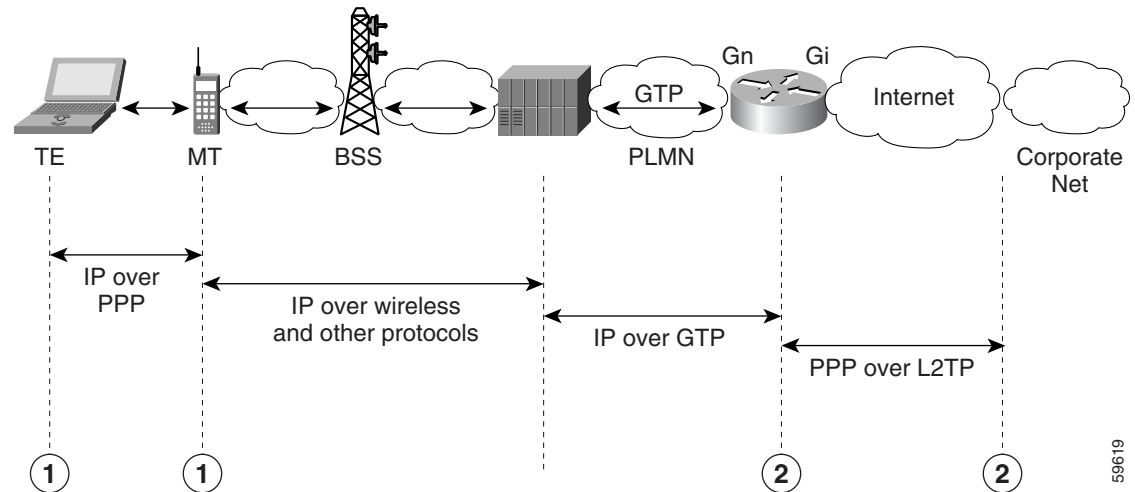 Gn
Gi
GTP
Internet
TE
MT
BSS
PLMN
Corporate
Net
IP over
PPP
IP over wireless
and other protocols
IP over GTP
PPP over L2TP
1
1
2
2
59619